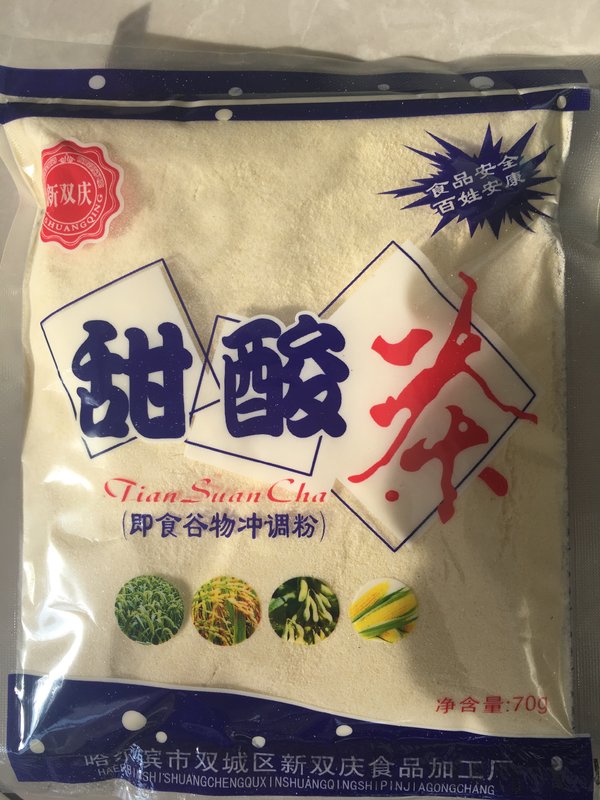 新双庆
SHUANGQING
食品安全
百姓安康
甜酸茶
Tian Suan Cha
(即食谷物冲调粉)
净含量:70g
哈尔滨市双城区新双庆食品加工厂